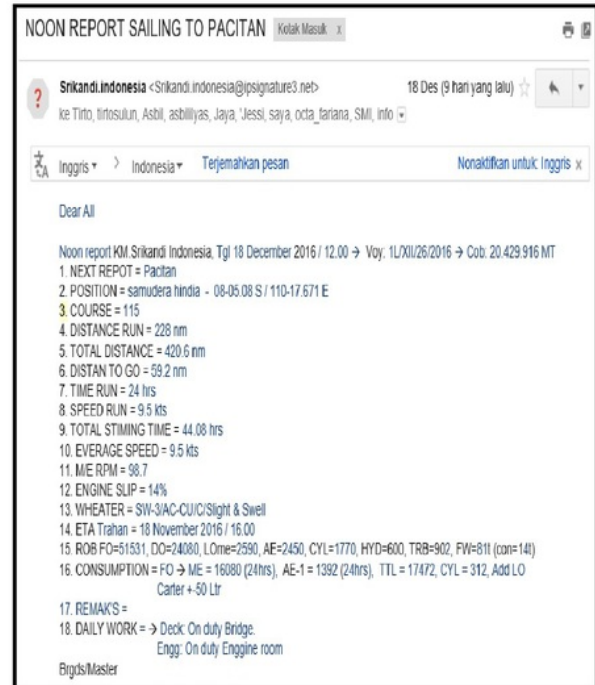 NOON REPORT SAILING TO PACITAN Kotak Masuk x
Srikandi.indonesia <Srikandi.indonesia@ipsignature3.net> 18 Des (9 hari yang lalu)
ke Tirto, tirtosulun, Asbil, asbililyas, Jaya, 'Jessi, saya, octa_fariana, SMI, info
Inggris > Indonesia Terjemahkan pesan Nonaktifkan untuk: Inggris x
Dear All
Noon report KM.Srikandi Indonesia, Tgl 18 December 2016 / 12.00 → Voy: 1L/XII/26/2016 → Cob: 20.429.916 MT
1. NEXT REPOT = Pacitan
2. POSITION = samudera hindia - 08-05.08 S / 110-17.671 E
3. COURSE = 115
4. DISTANCE RUN = 228 nm
5. TOTAL DISTANCE = 420.6 nm
6. DISTAN TO GO = 59.2 nm
7. TIME RUN = 24 hrs
8. SPEED RUN = 9.5 kts
9. TOTAL STIMING TIME = 44.08 hrs
10. EVERAGE SPEED = 9.5 kts
11. M/E RPM = 98.7
12. ENGINE SLIP = 14%
13. WHEATER = SW-3/AC-CU/C/Slight & Swell
14. ETA Trahan = 18 November 2016 / 16.00
15. ROB FO=51531, DO=24080, LOme=2590, AE=2450, CYL=1770, HYD=600, TRB=902, FW=81t (con=14t)
16. CONSUMPTION = FO → ME = 16080 (24hrs), AE-1 = 1392 (24hrs), TTL = 17472, CYL = 312, Add LO
Carter +-50 Ltr
17. REMAK'S =
18. DAILY WORK = → Deck: On duty Bridge.
Engg: On duty Enggine room
Brgds/Master